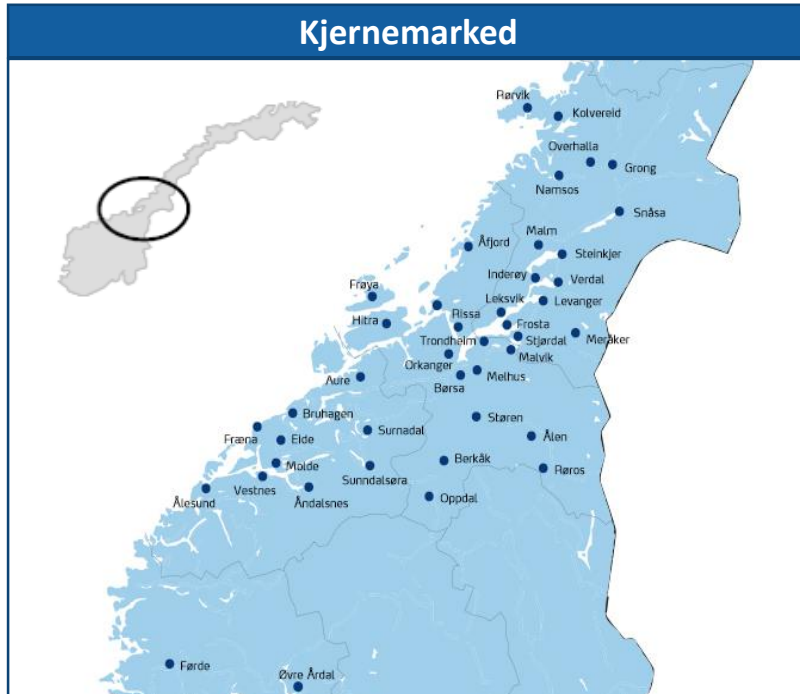 Kjernemarked
Rørvik
Kolvereid
Overhalla
Grong
Namsos
Snåsa
Malm
Åfjord
Steinkjer
Inderøy
Verdal
Frøya
Leksvik
Levanger
Hitra
Rissa
Frosta
Trondheim
Stjørdal
Meråker
Malvik
Orkanger
Melhus
Aure
Børsa
Bruhagen
Støren
Fræna
Eide
Surnadal
Ålen
Molde
Berkåk
Røros
Sunndalsøra
Vestnes
Ålesund
Åndalsnes
Oppdal
Førde
Øvre Årdal